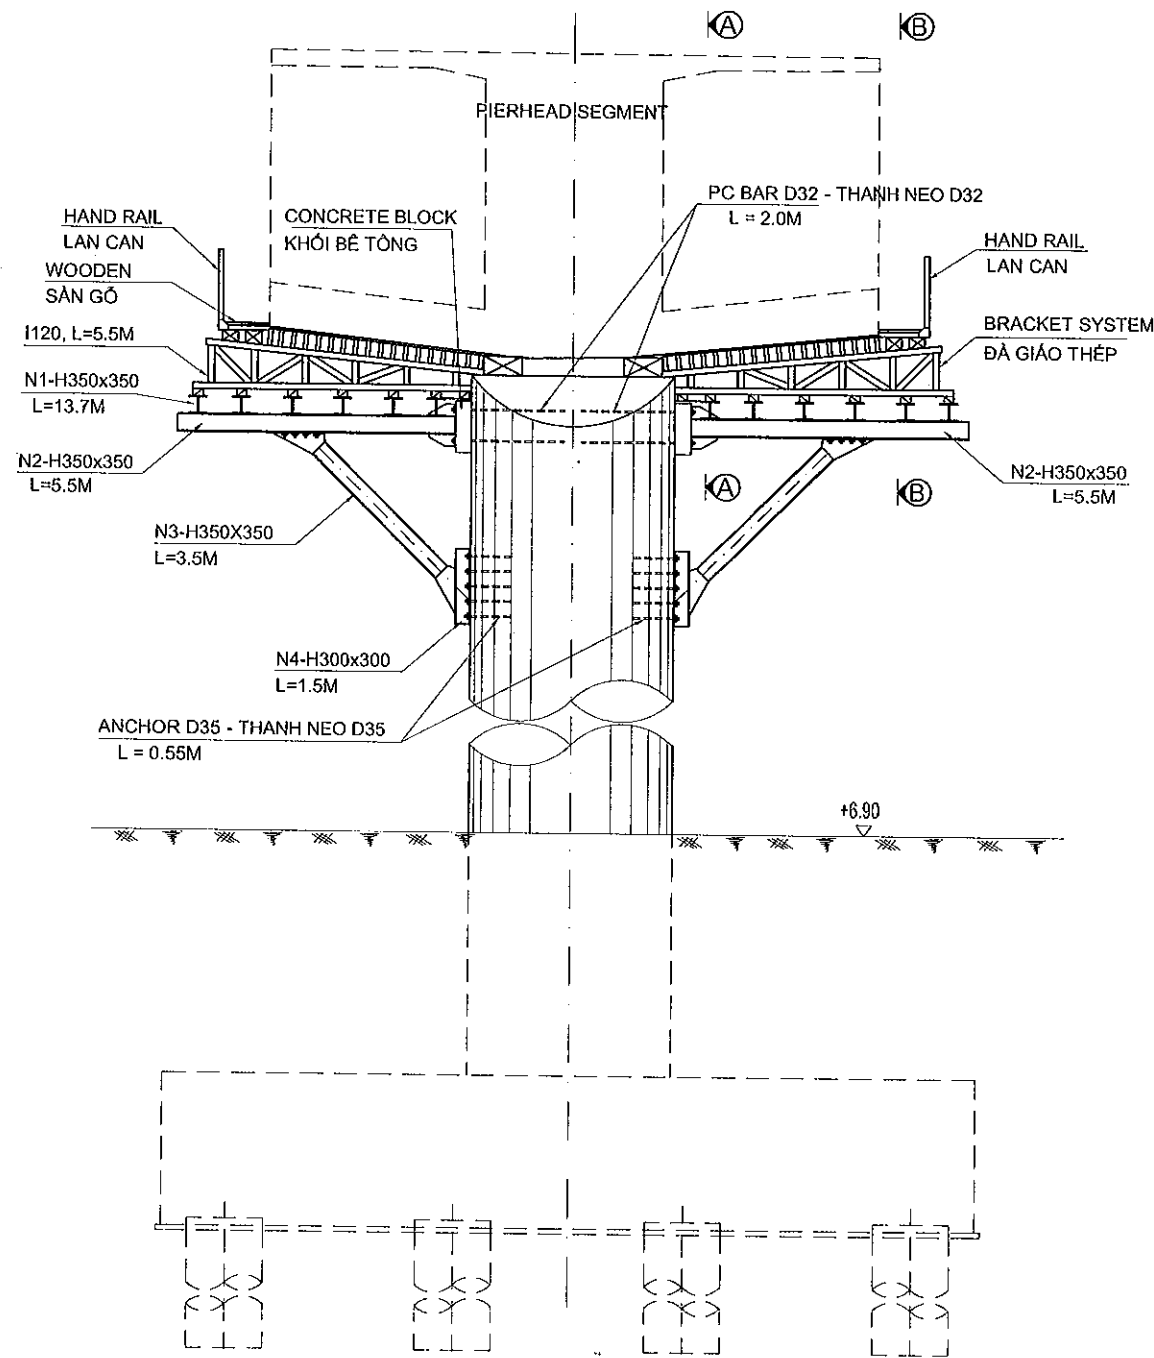 A
B
PIERHEAD SEGMENT
PC BAR D32 - THANH NEO D32
L = 2.0M
HAND RAIL
LAN CAN
CONCRETE BLOCK
KHỐI BÊ TÔNG
HAND RAIL
LAN CAN
WOODEN
SÀN GỖ
I120, L=5.5M
BRACKET SYSTEM
ĐÀ GIÁO THÉP
N1-H350x350
L=13.7M
N2-H350x350
L=5.5M
A
B
N2-H350x350
L=5.5M
N3-H350X350
L=3.5M
N4-H300x300
L=1.5M
ANCHOR D35 - THANH NEO D35
L = 0.55M
+6.90